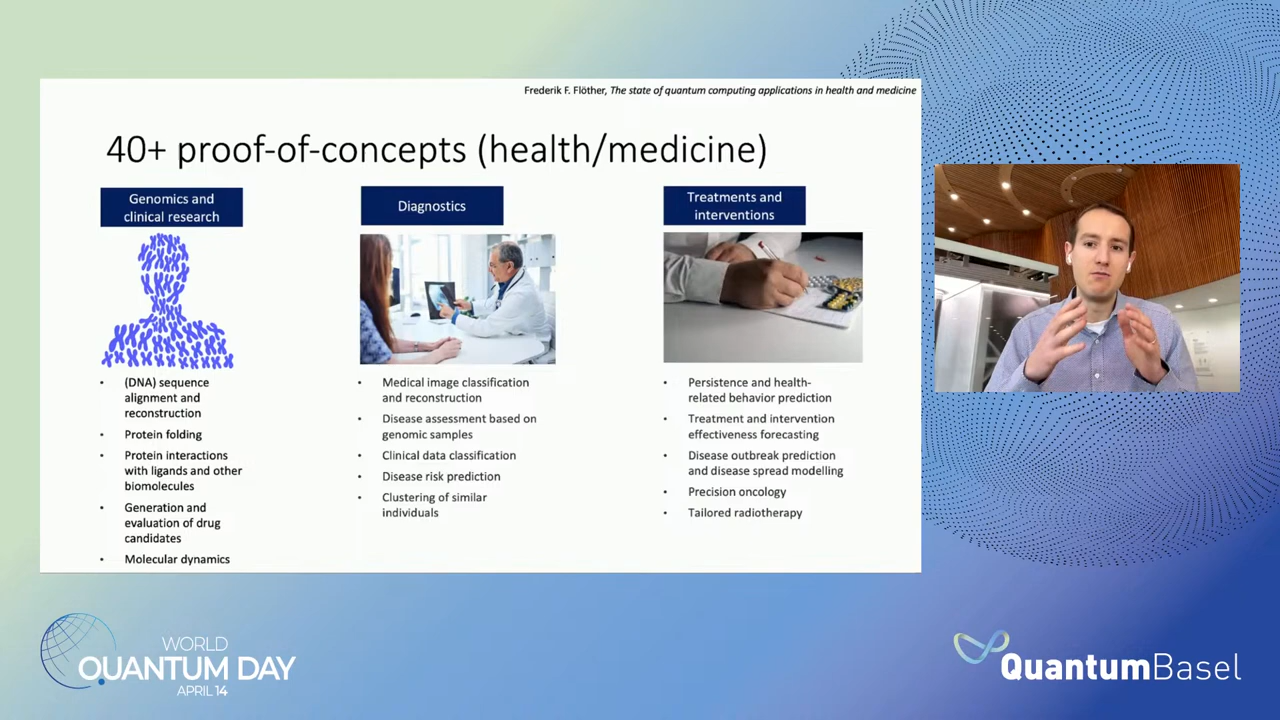 Frederik F. Flöther, The state of quantum computing applications in health and medicine
40+ proof-of-concepts (health/medicine)
Genomics and
clinical research
• (DNA) sequence
alignment and
reconstruction
• Protein folding
• Protein interactions
with ligands and other
biomolecules
• Generation and
evaluation of drug
candidates
• Molecular dynamics
Diagnostics
• Medical image classification
and reconstruction
• Disease assessment based on
genomic samples
• Clinical data classification
• Disease risk prediction
• Clustering of similar
individuals
Treatments and
interventions
• Persistence and health-
related behavior prediction
• Treatment and intervention
effectiveness forecasting
• Disease outbreak prediction
and disease spread modelling
• Precision oncology
• Tailored radiotherapy
WORLD
QUANTUM DAY
APRIL 14
QuantumBasel